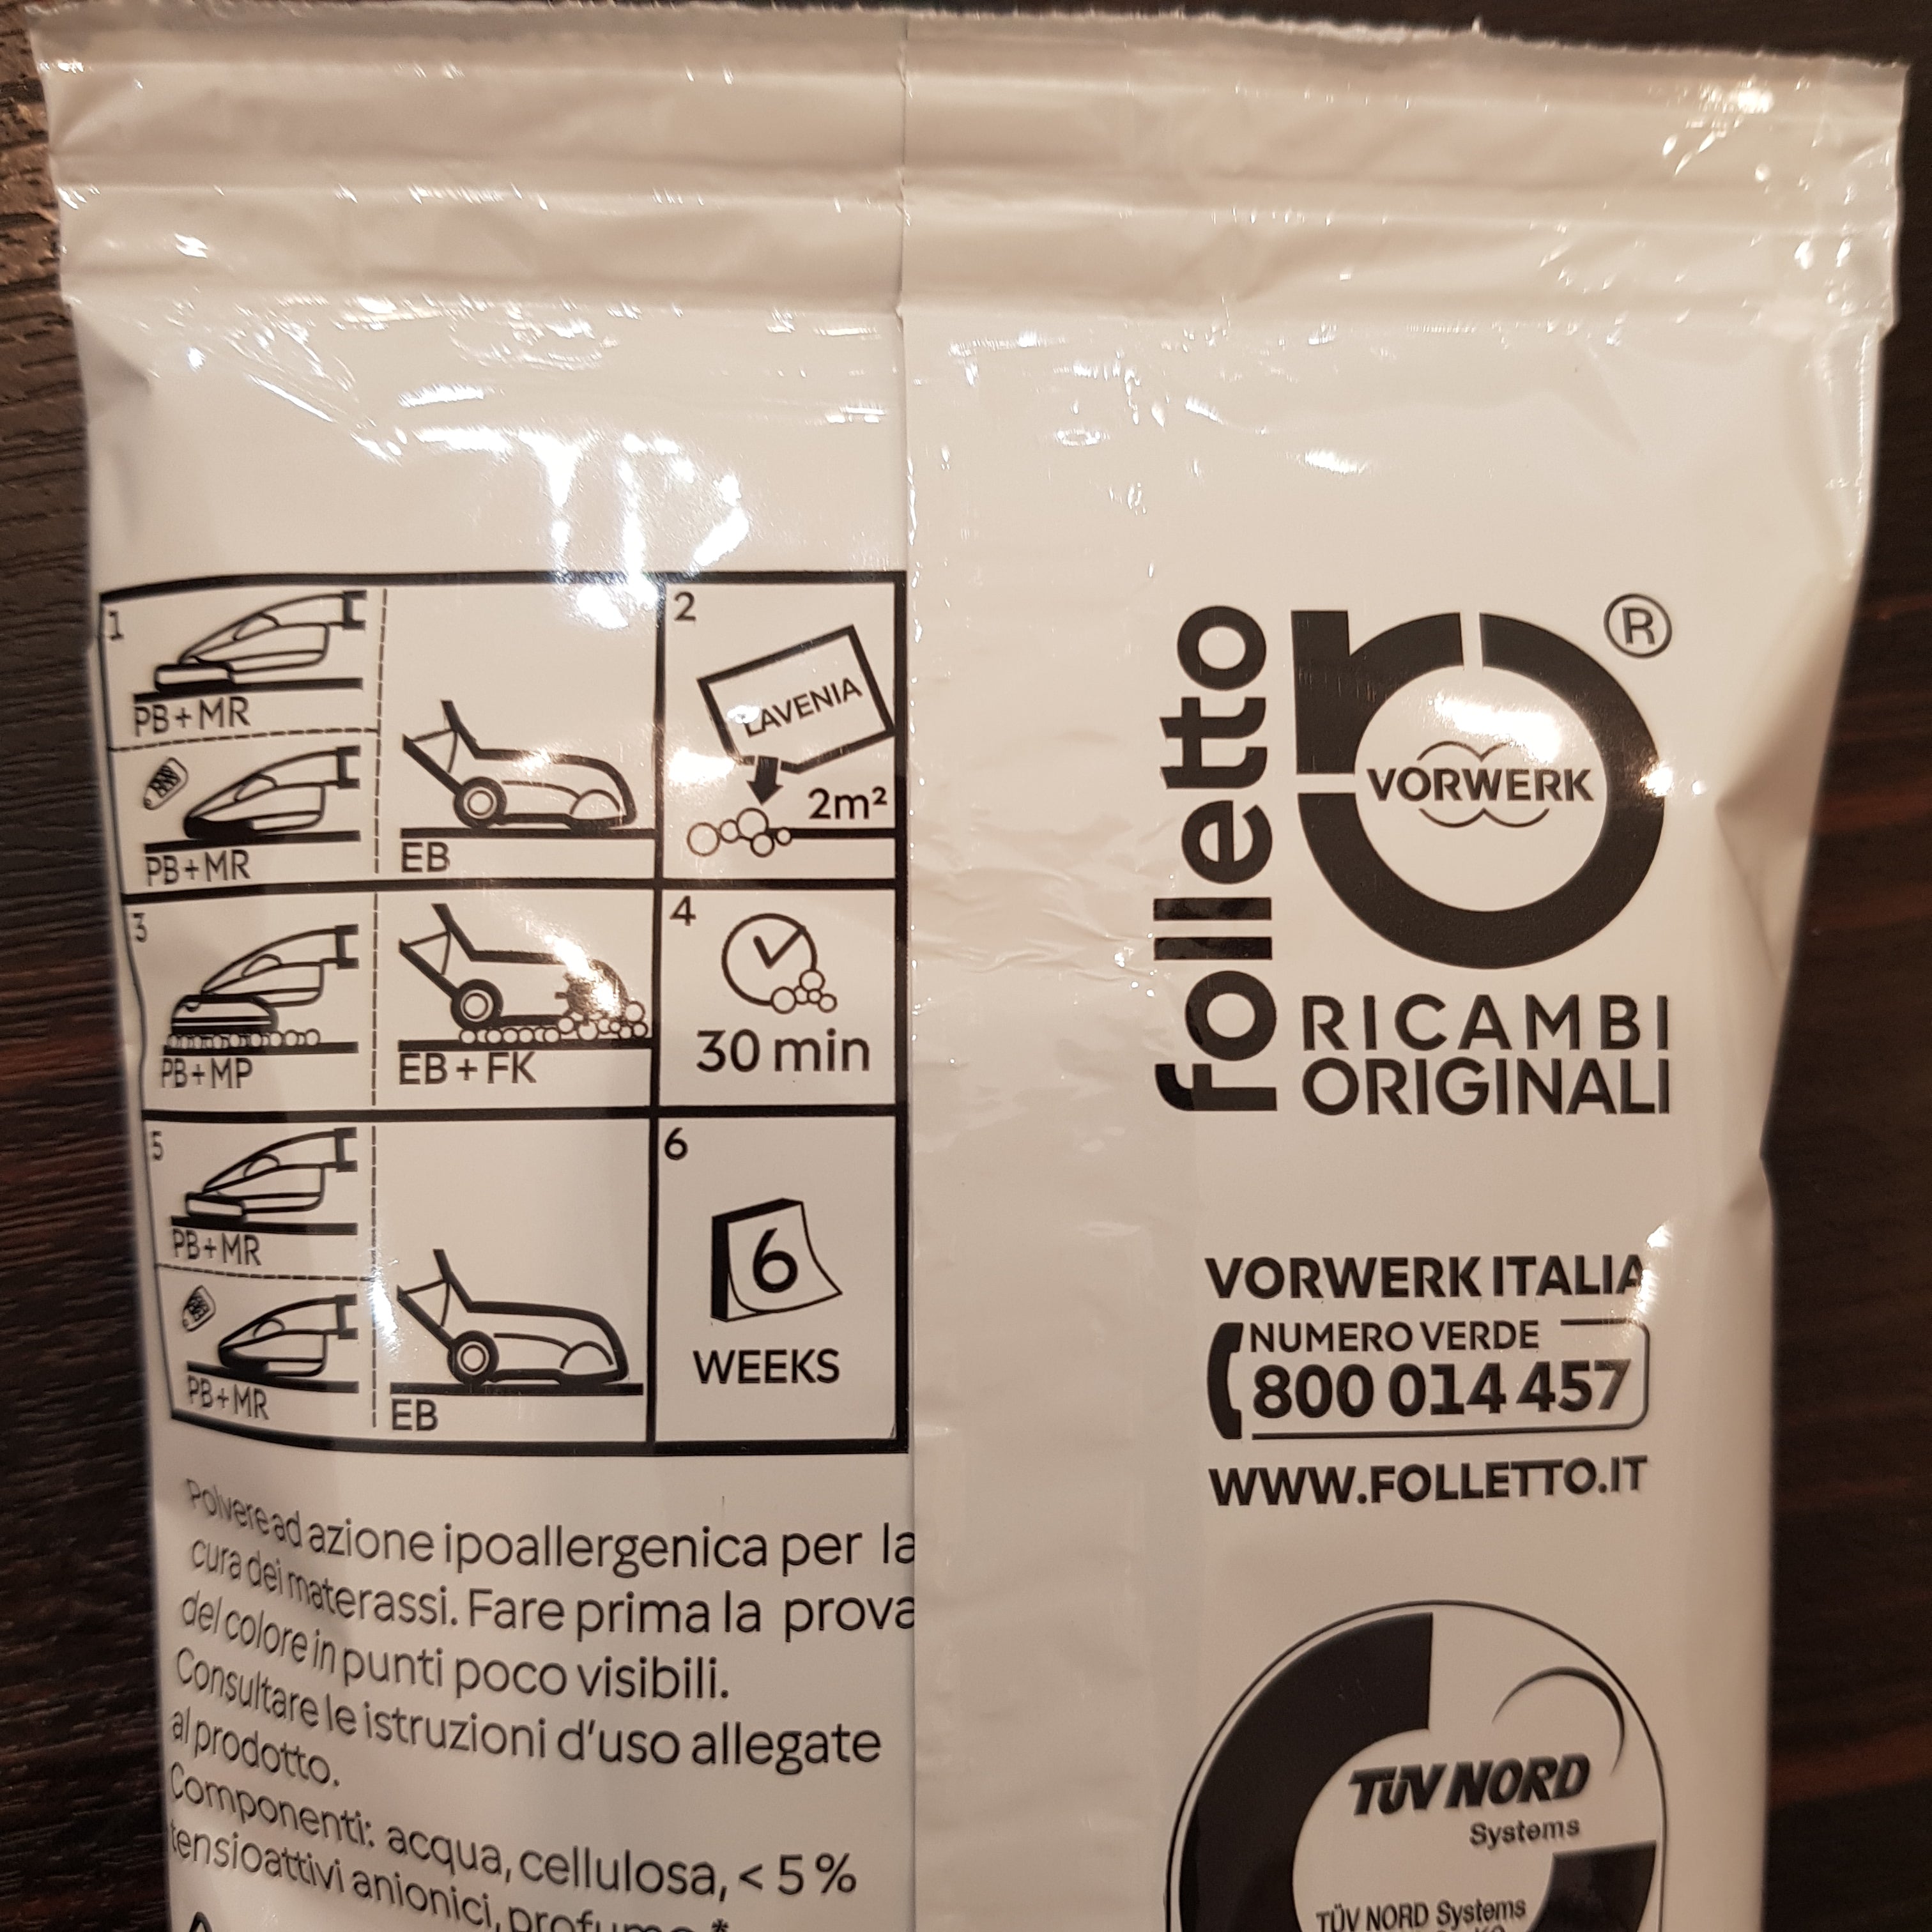 1
PB+MR
PB+MR
EB
2
LAVENIA
2m²
3
PB+MP
EB+FK
4
30 min
5
PB+MR
PB+MR
EB
6
6
WEEKS
Polvere ad azione ipoallergenica per la
cura dei materassi. Fare prima la prova
del colore in punti poco visibili.
Consultare le istruzioni d'uso allegate
al prodotto.
Componenti: acqua, cellulosa, < 5 %
tensioattivi anionici, profumo.*
folletto
®
VORWERK
RICAMBI
ORIGINALI
VORWERK ITALIA
NUMERO VERDE
800 014 457
WWW.FOLLETTO.IT
TÜV NORD
Systems
TÜV NORD Systems